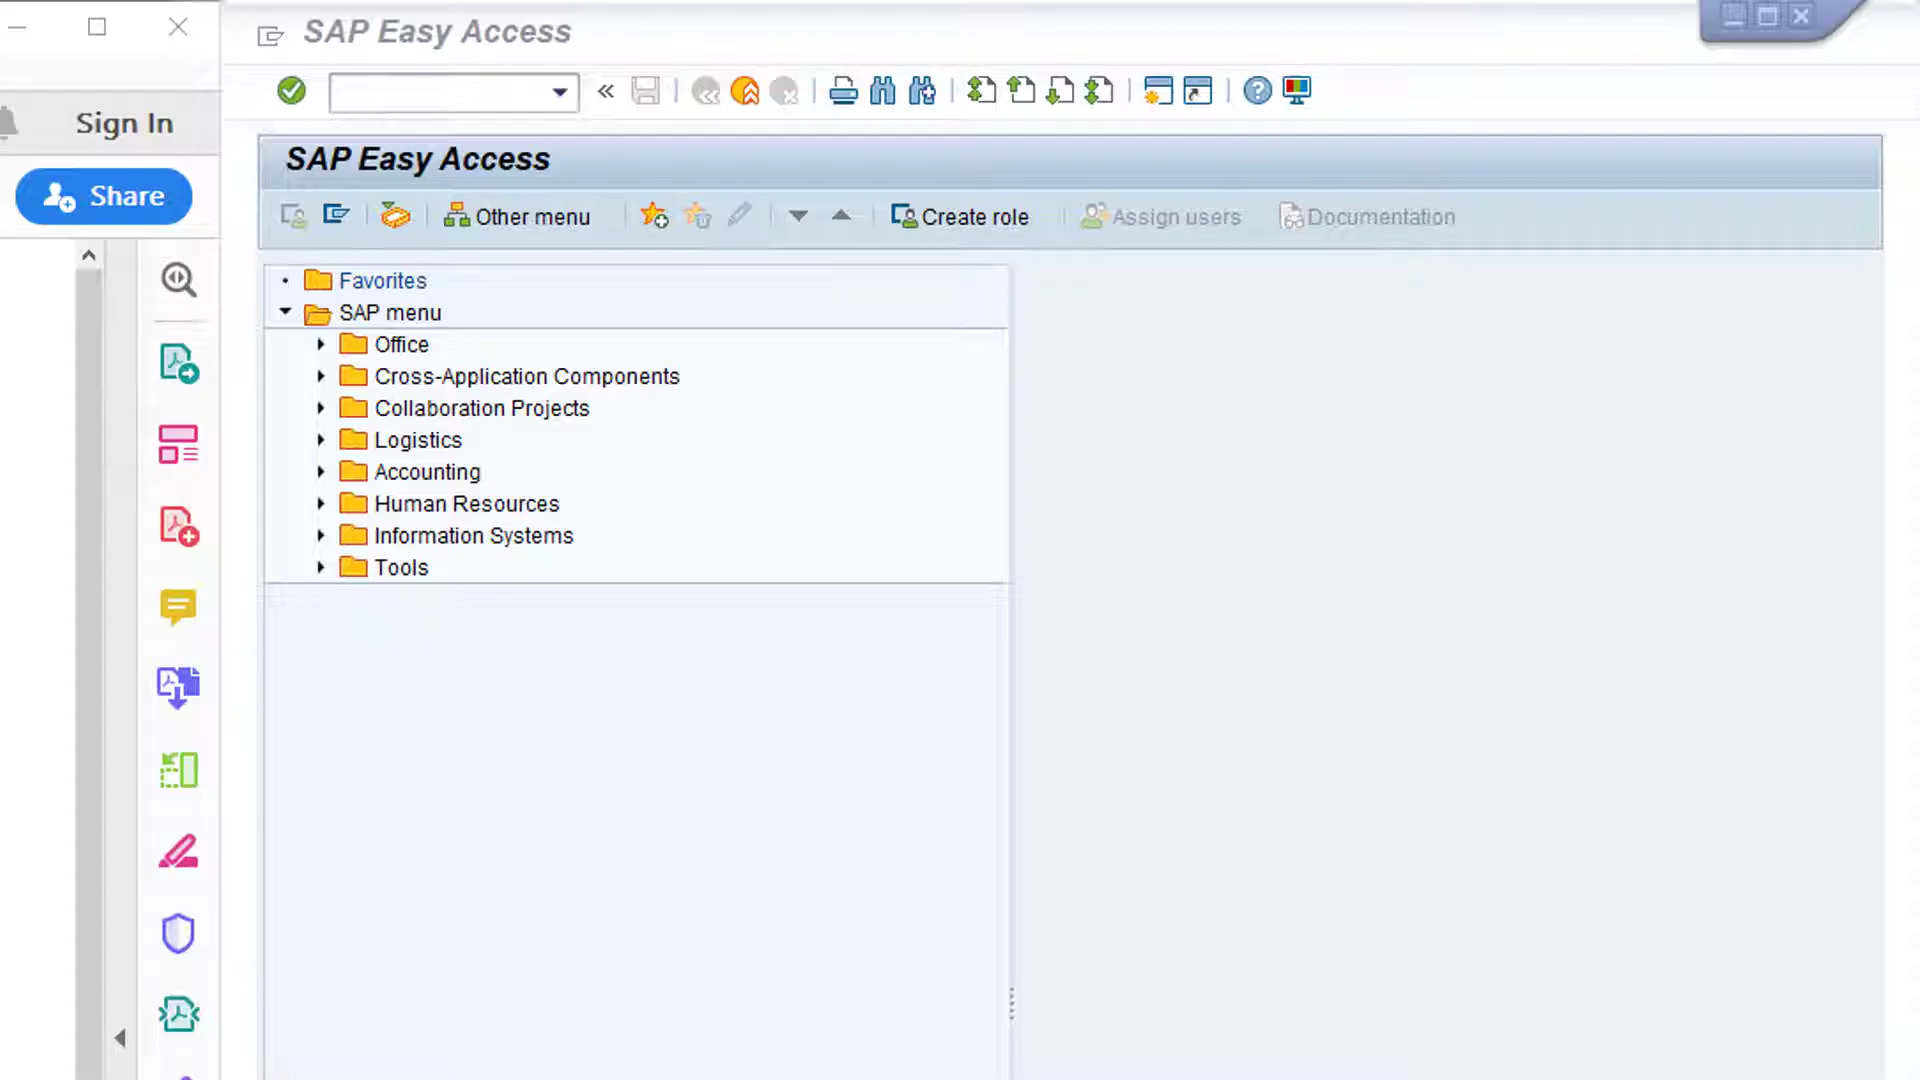 SAP Easy Access
Sign In
SAP Easy Access
Share
Other menu
Create role
Assign users
Documentation
Favorites
SAP menu
Office
Cross-Application Components
Collaboration Projects
Logistics
Accounting
Human Resources
Information Systems
Tools